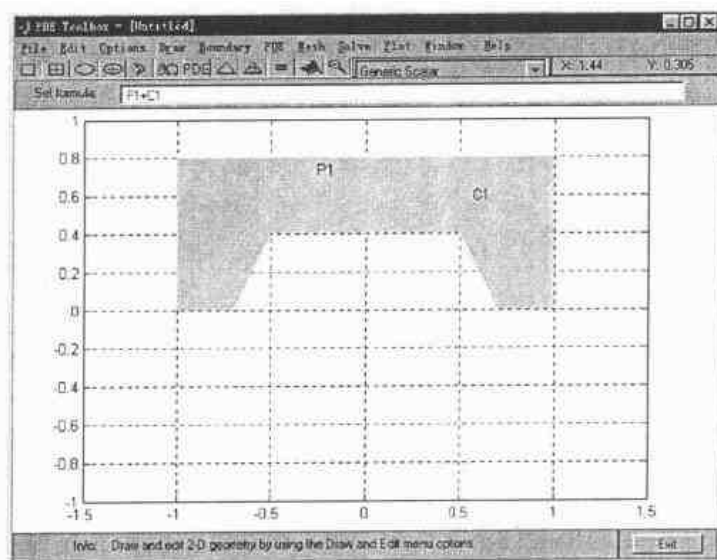 PDE Toolbox - [Untitled]
File Edit Options Draw Boundary PDE Mesh Solve Plot Window Help
PDE = Generic Scalar X: 1.44 Y: 0.305
Set formula P1+C1
1
0.8
0.6
0.4
0.2
0
-0.2
-0.4
-0.6
-0.8
-1
P1
C1
-1.5 -1 -0.5 0 0.5 1 1.5
Info: Draw and edit 2-D geometry by using the Draw and Edit menu options. Exit